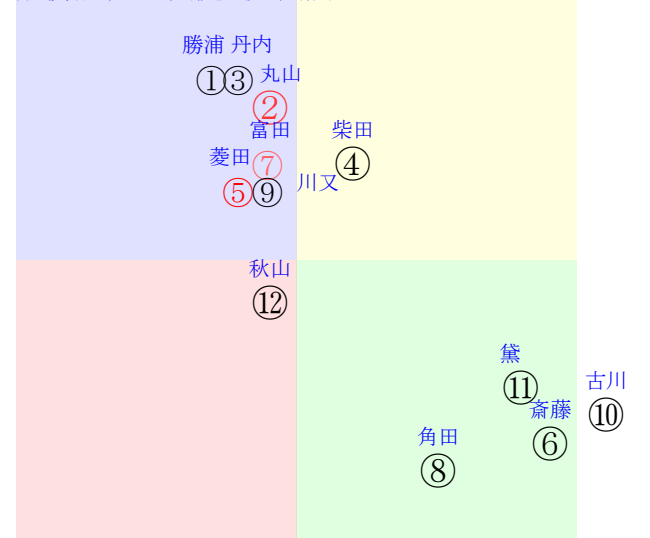 勝浦 丹内
①③ 丸山
②
富田 柴田
菱田 ⑦ ④
⑤⑨ 川又
秋山
⑫
黛
⑪ 古川
斎藤 ⑩
角田 ⑥
⑧